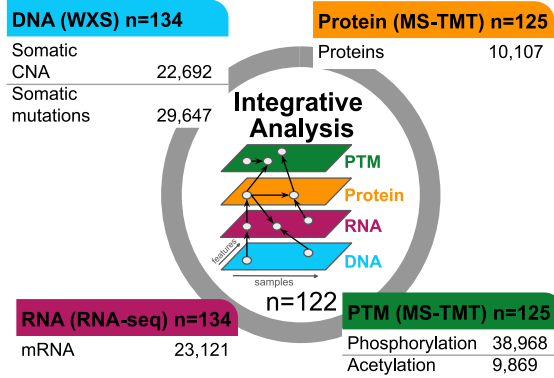 DNA (WXS) n=134
Somatic
CNA 22,692
Somatic
mutations 29,647
Protein (MS-TMT) n=125
Proteins 10,107
Integrative
Analysis
PTM
Protein
RNA
DNA
features
samples
n=122
RNA (RNA-seq) n=134
mRNA 23,121
PTM (MS-TMT) n=125
Phosphorylation 38,968
Acetylation 9,869